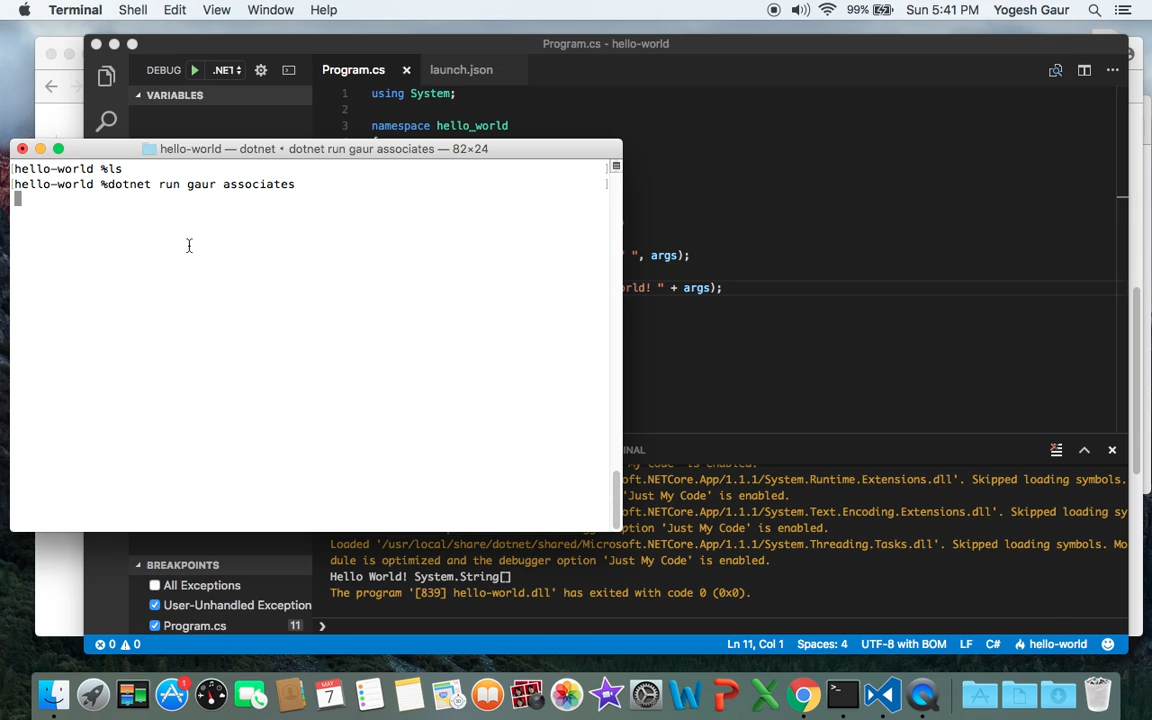 Terminal Shell Edit View Window Help 99% Sun 5:41 PM Yogesh Gaur
Program.cs - hello-world
DEBUG .NET Program.cs launch.json
VARIABLES
1 using System;
2
3 namespace hello_world
hello-world — dotnet • dotnet run gaur associates — 82×24
hello-world %ls
hello-world %dotnet run gaur associates
", args);
rld! " + args);
NAL
oft.NETCore.App/1.1.1/System.Runtime.Extensions.dll'. Skipped loading symbols.
'Just My Code' is enabled.
oft.NETCore.App/1.1.1/System.Text.Encoding.Extensions.dll'. Skipped loading sy
ption 'Just My Code' is enabled.
Loaded '/usr/local/share/dotnet/shared/Microsoft.NETCore.App/1.1.1/System.Threading.Tasks.dll'. Skipped loading symbols. Mo
dule is optimized and the debugger option 'Just My Code' is enabled.
Hello World! System.String[]
The program '[839] hello-world.dll' has exited with code 0 (0x0).
BREAKPOINTS
All Exceptions
User-Unhandled Exception
Program.cs 11
0 0 Ln 11, Col 1 Spaces: 4 UTF-8 with BOM LF C# hello-world
1
MAY
7